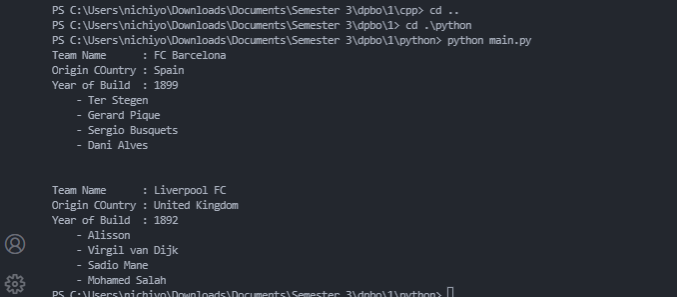 PS C:\Users\nichiyo\Downloads\Documents\Semester 3\dpbo\1\cpp> cd ..
PS C:\Users\nichiyo\Downloads\Documents\Semester 3\dpbo\1> cd .\python
PS C:\Users\nichiyo\Downloads\Documents\Semester 3\dpbo\1\python> python main.py
Team Name      : FC Barcelona
Origin COuntry : Spain
Year of Build  : 1899
    - Ter Stegen
    - Gerard Pique
    - Sergio Busquets
    - Dani Alves
Team Name      : Liverpool FC
Origin COuntry : United Kingdom
Year of Build  : 1892
    - Alisson
    - Virgil van Dijk
    - Sadio Mane
    - Mohamed Salah
PS C:\Users\nichiyo\Downloads\Documents\Semester 3\dpbo\1\python>